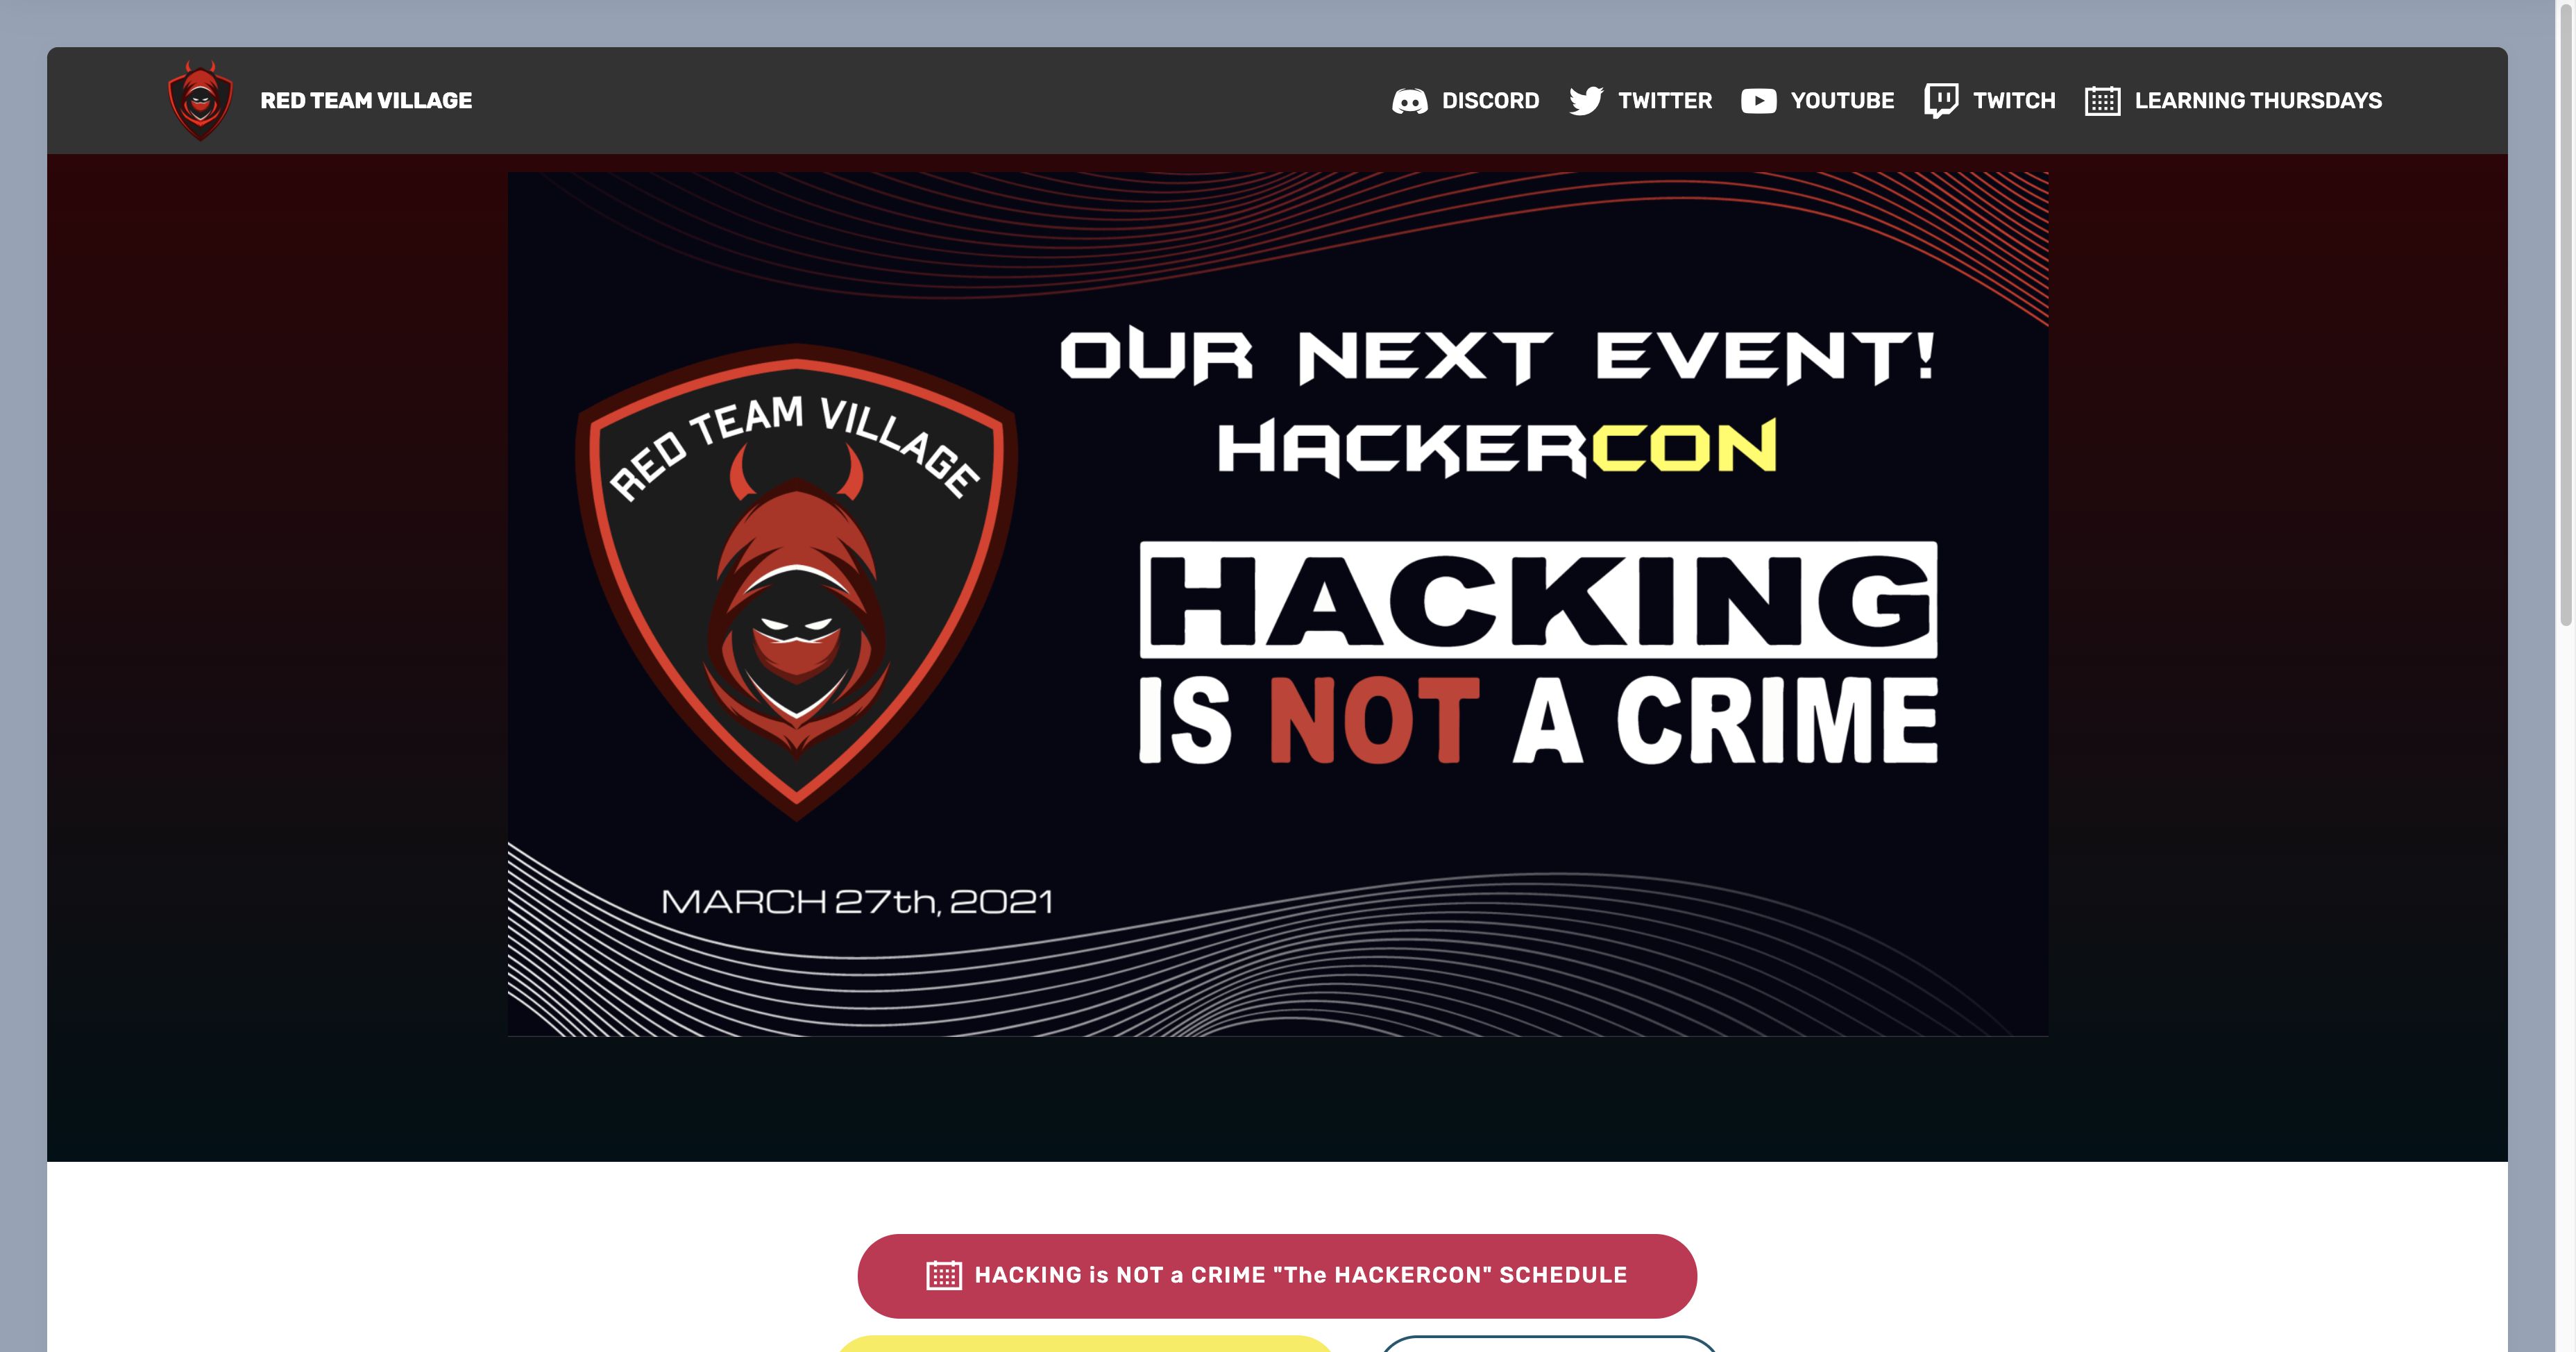 RED TEAM VILLAGE
DISCORD
TWITTER
YOUTUBE
TWITCH
LEARNING THURSDAYS
OUR NEXT EVENT!
HACKERCON
RED TEAM VILLAGE
HACKING
IS NOT A CRIME
MARCH 27th, 2021
HACKING is NOT a CRIME "The HACKERCON" SCHEDULE